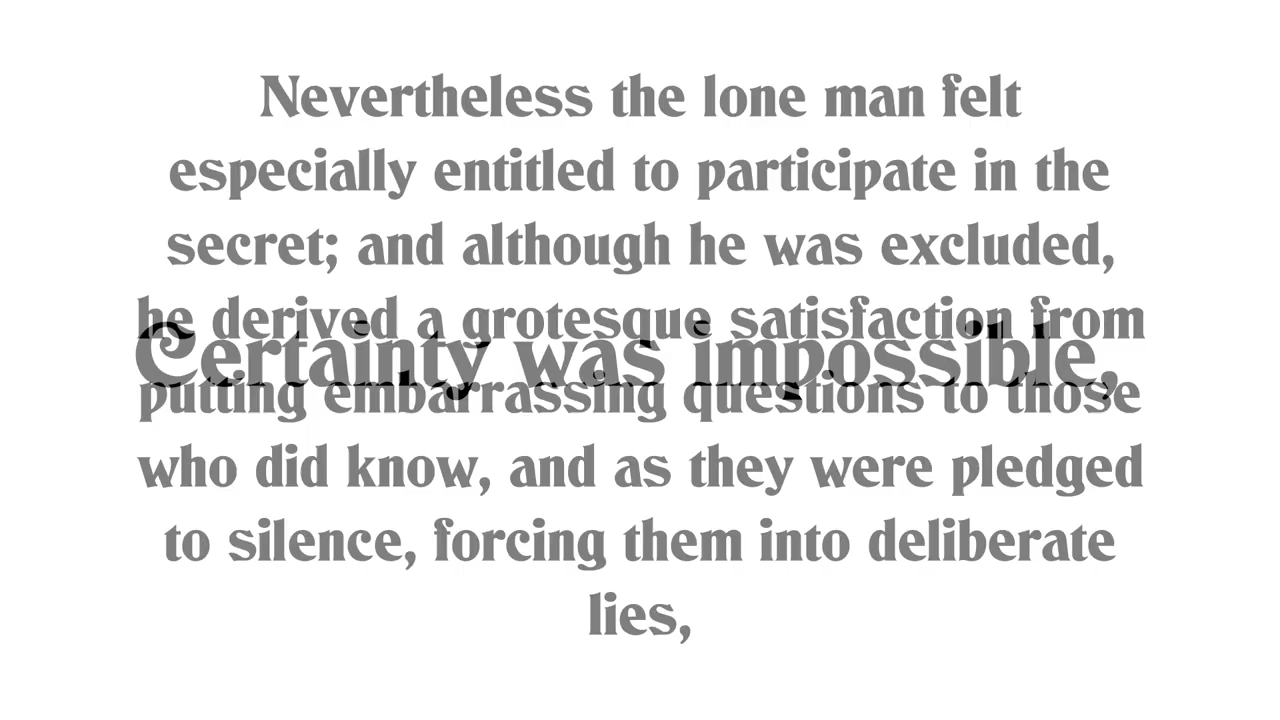 Nevertheless the lone man felt
especially entitled to participate in the
secret; and although he was excluded,
he derived a grotesque satisfaction from
Certainty was impossible,
putting embarrassing questions to those
who did know, and as they were pledged
to silence, forcing them into deliberate
lies,